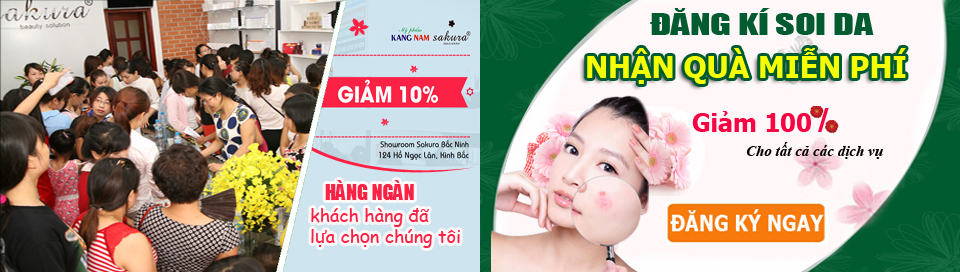 sakura®
beauty solution
Mỹ phẩm
KANG NAM sakura®
GIẢM 10%
Showroom Sakura Bắc Ninh
124 Hồ Ngọc Lân, Kinh Bắc
HÀNG NGÀN
khách hàng đã
lựa chọn chúng tôi
ĐĂNG KÍ SOI DA
NHẬN QUÀ MIỄN PHÍ
Giảm 100%
Cho tất cả các dịch vụ
ĐĂNG KÝ NGAY